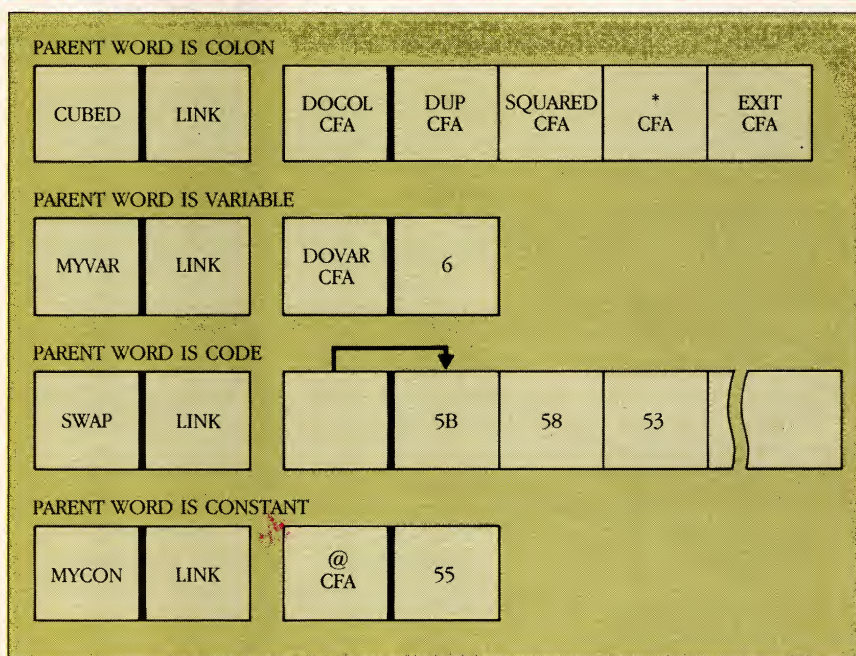 PARENT WORD IS COLON
CUBED LINK DOCOL DUP SQUARED * EXIT
CFA CFA CFA CFA CFA
PARENT WORD IS VARIABLE
MYVAR LINK DOVAR 6
CFA
PARENT WORD IS CODE
SWAP LINK 5B 58 53
PARENT WORD IS CONSTANT
MYCON LINK @ 55
CFA